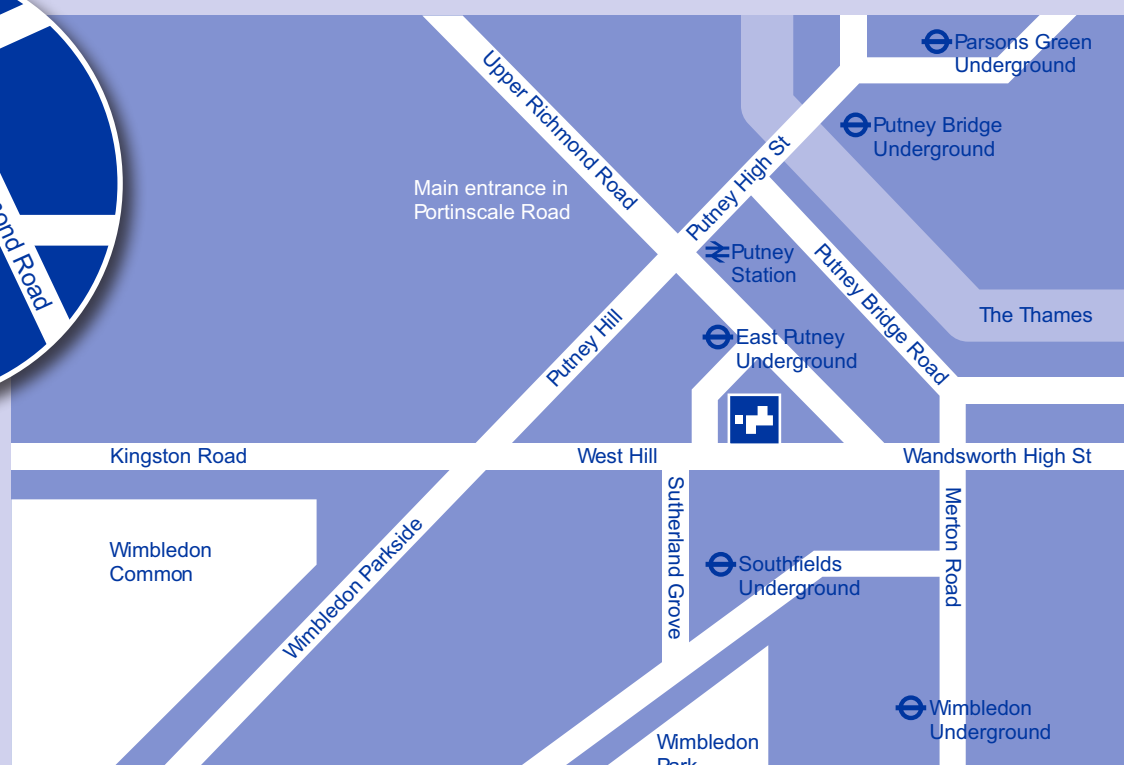 Parsons Green
Underground
Upper Richmond Road
Putney Bridge
Underground
Putney High St
Main entrance in
Portinscale Road
Putney
Station
Putney Bridge Road
Road
The Thames
Putney Hill
East Putney
Underground
Kingston Road
West Hill
Wandsworth High St
Sutherland Grove
Merton Road
Wimbledon
Common
Wimbledon Parkside
Southfields
Underground
Wimbledon
Underground
Wimbledon
Park